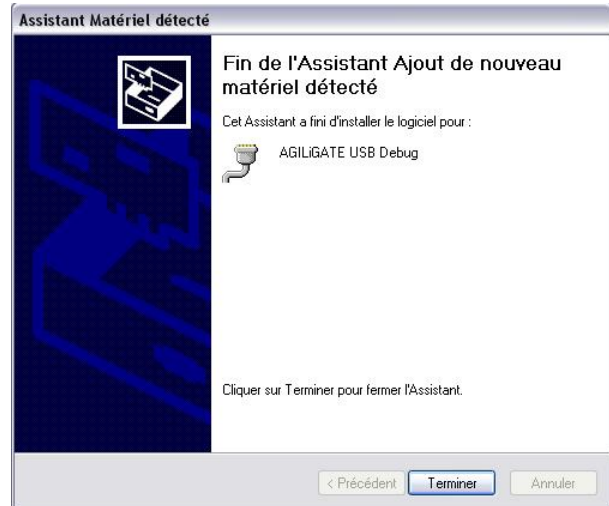 Assistant Matériel détecté
Fin de l'Assistant Ajout de nouveau
matériel détecté
Cet Assistant a fini d'installer le logiciel pour :
AGILiGATE USB Debug
Cliquer sur Terminer pour fermer l'Assistant.
< Précédent Terminer Annuler